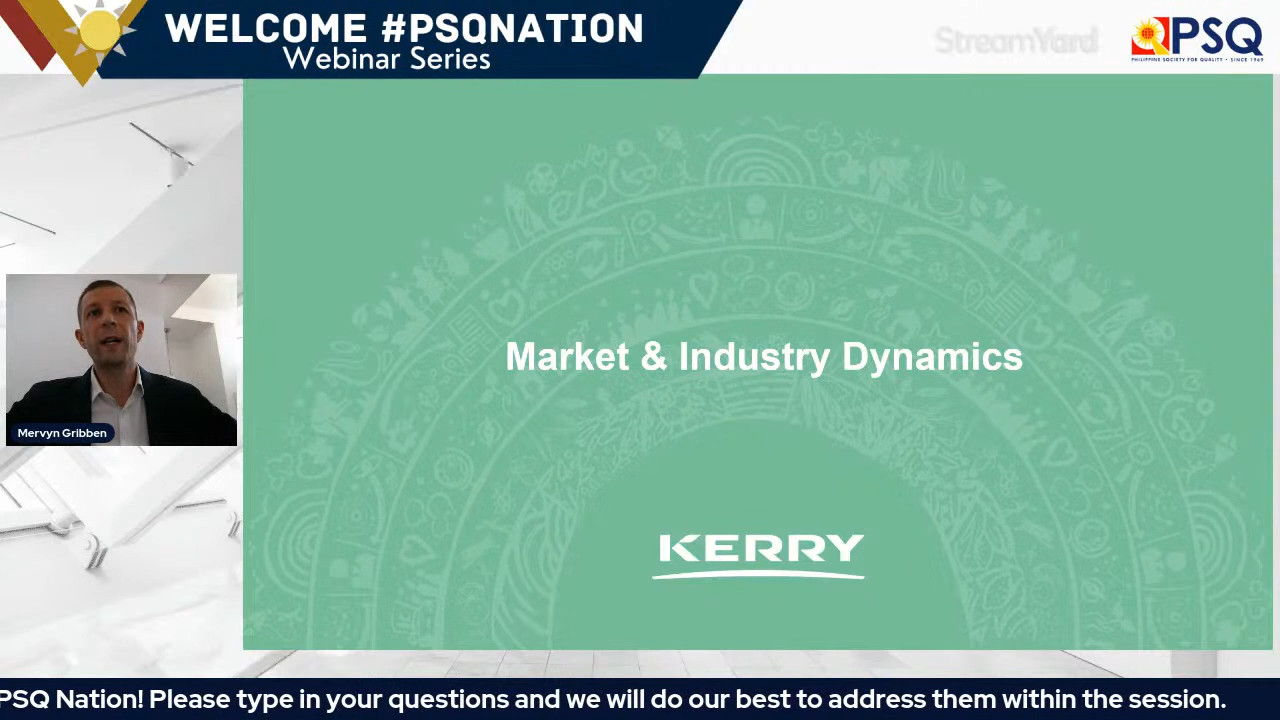 WELCOME #PSQNATION
Webinar Series
StreamYard
PSQ
PHILIPPINE SOCIETY FOR QUALITY • SINCE 1969
Market & Industry Dynamics
Mervyn Gribben
KERRY
PSQ Nation! Please type in your questions and we will do our best to address them within the session.